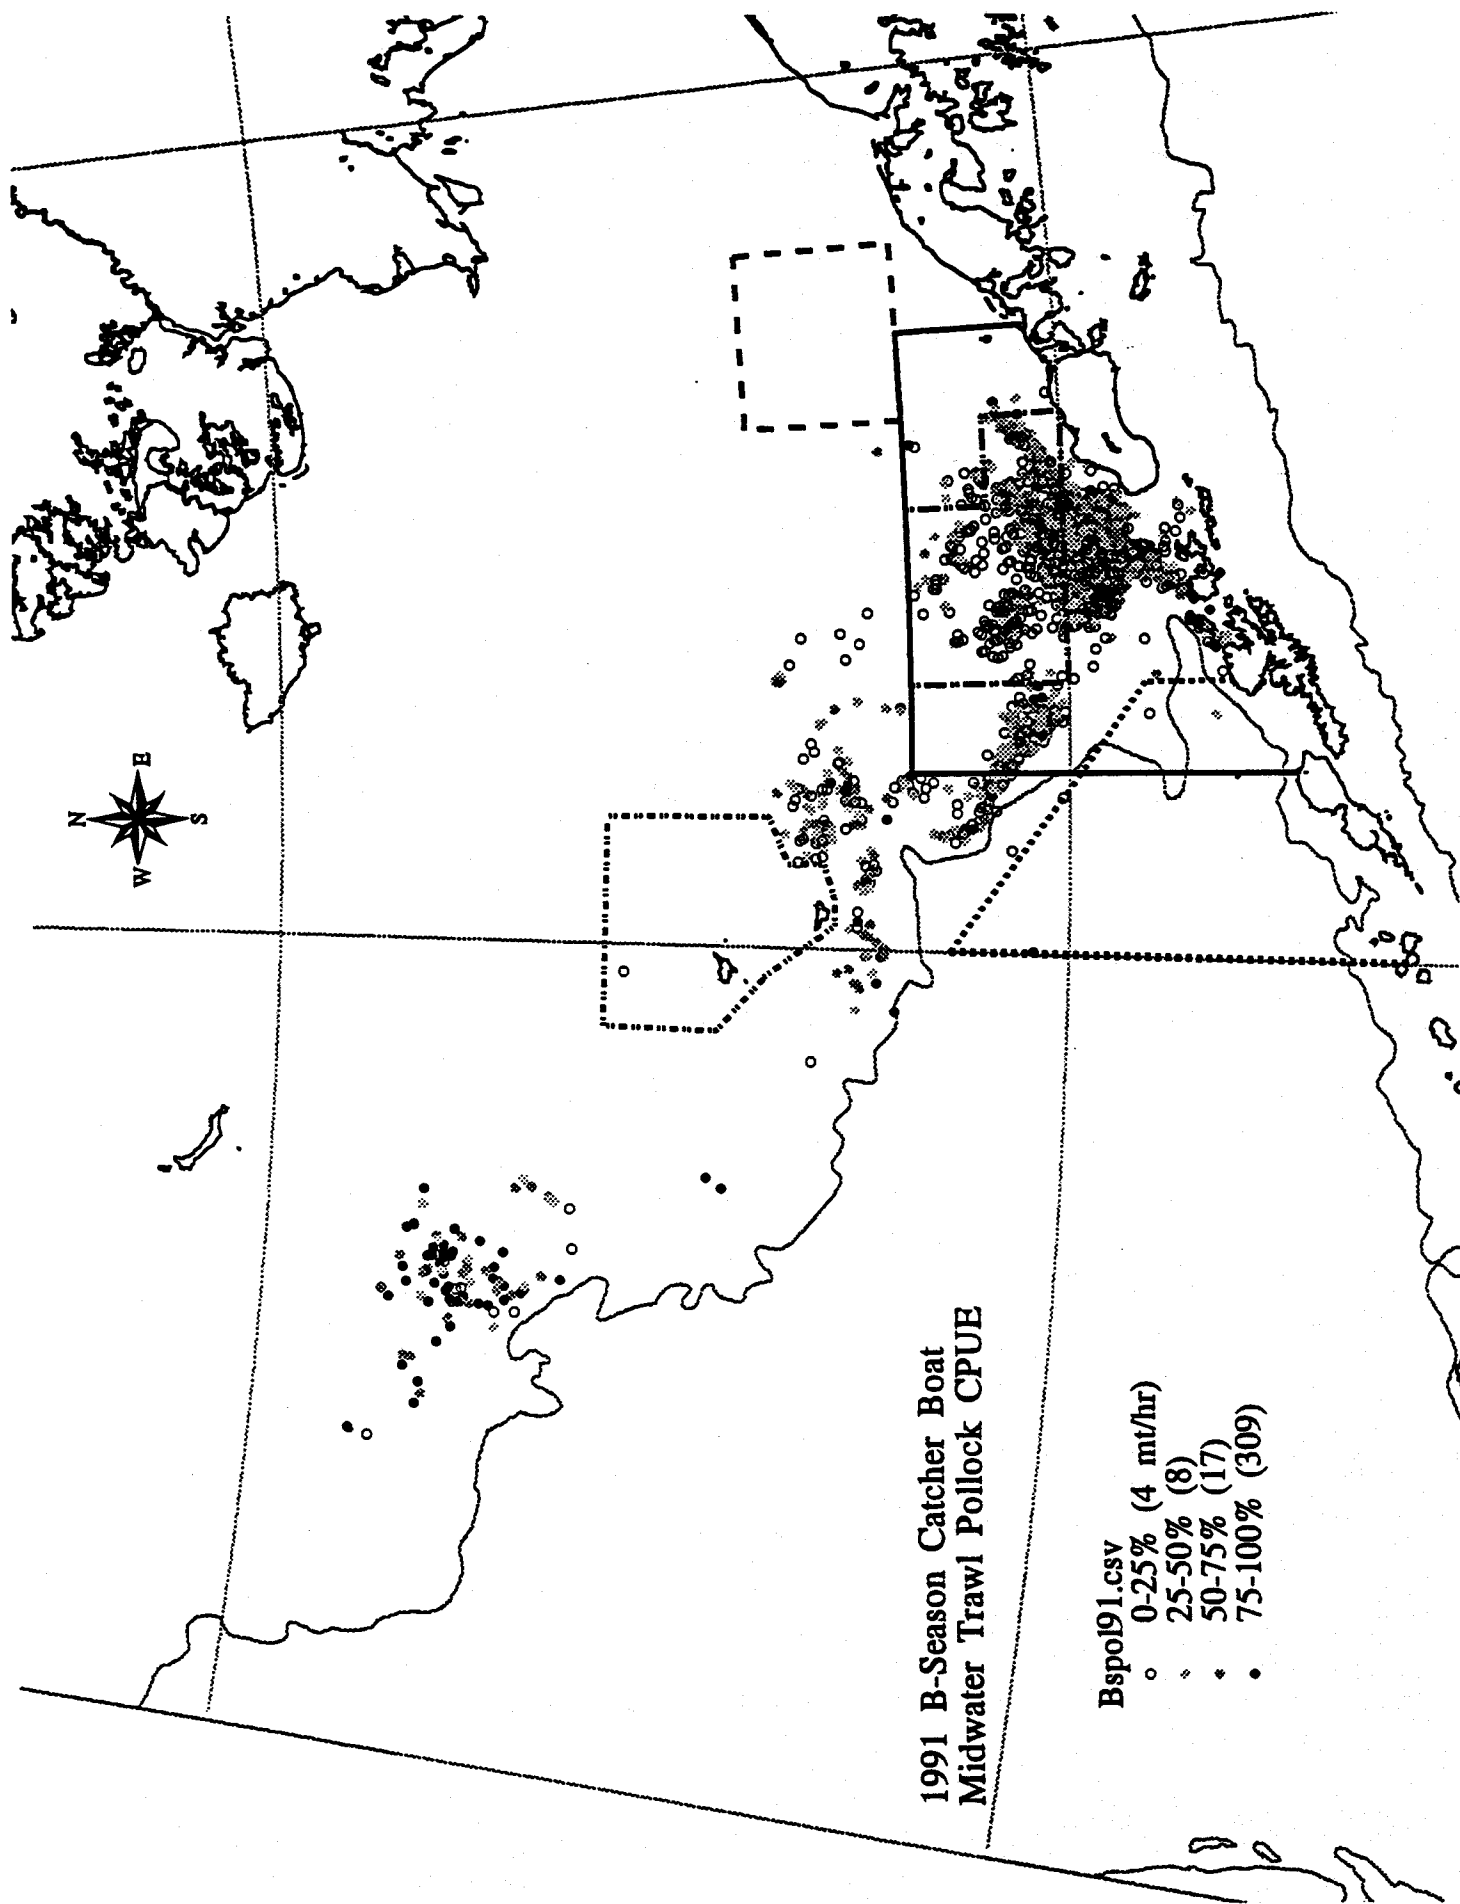 N
E
S
W
1991 B-Season Catcher Boat
Midwater Trawl Pollock CPUE
Bspol91.csv
0-25% (4 mt/hr)
25-50% (8)
50-75% (17)
75-100% (309)